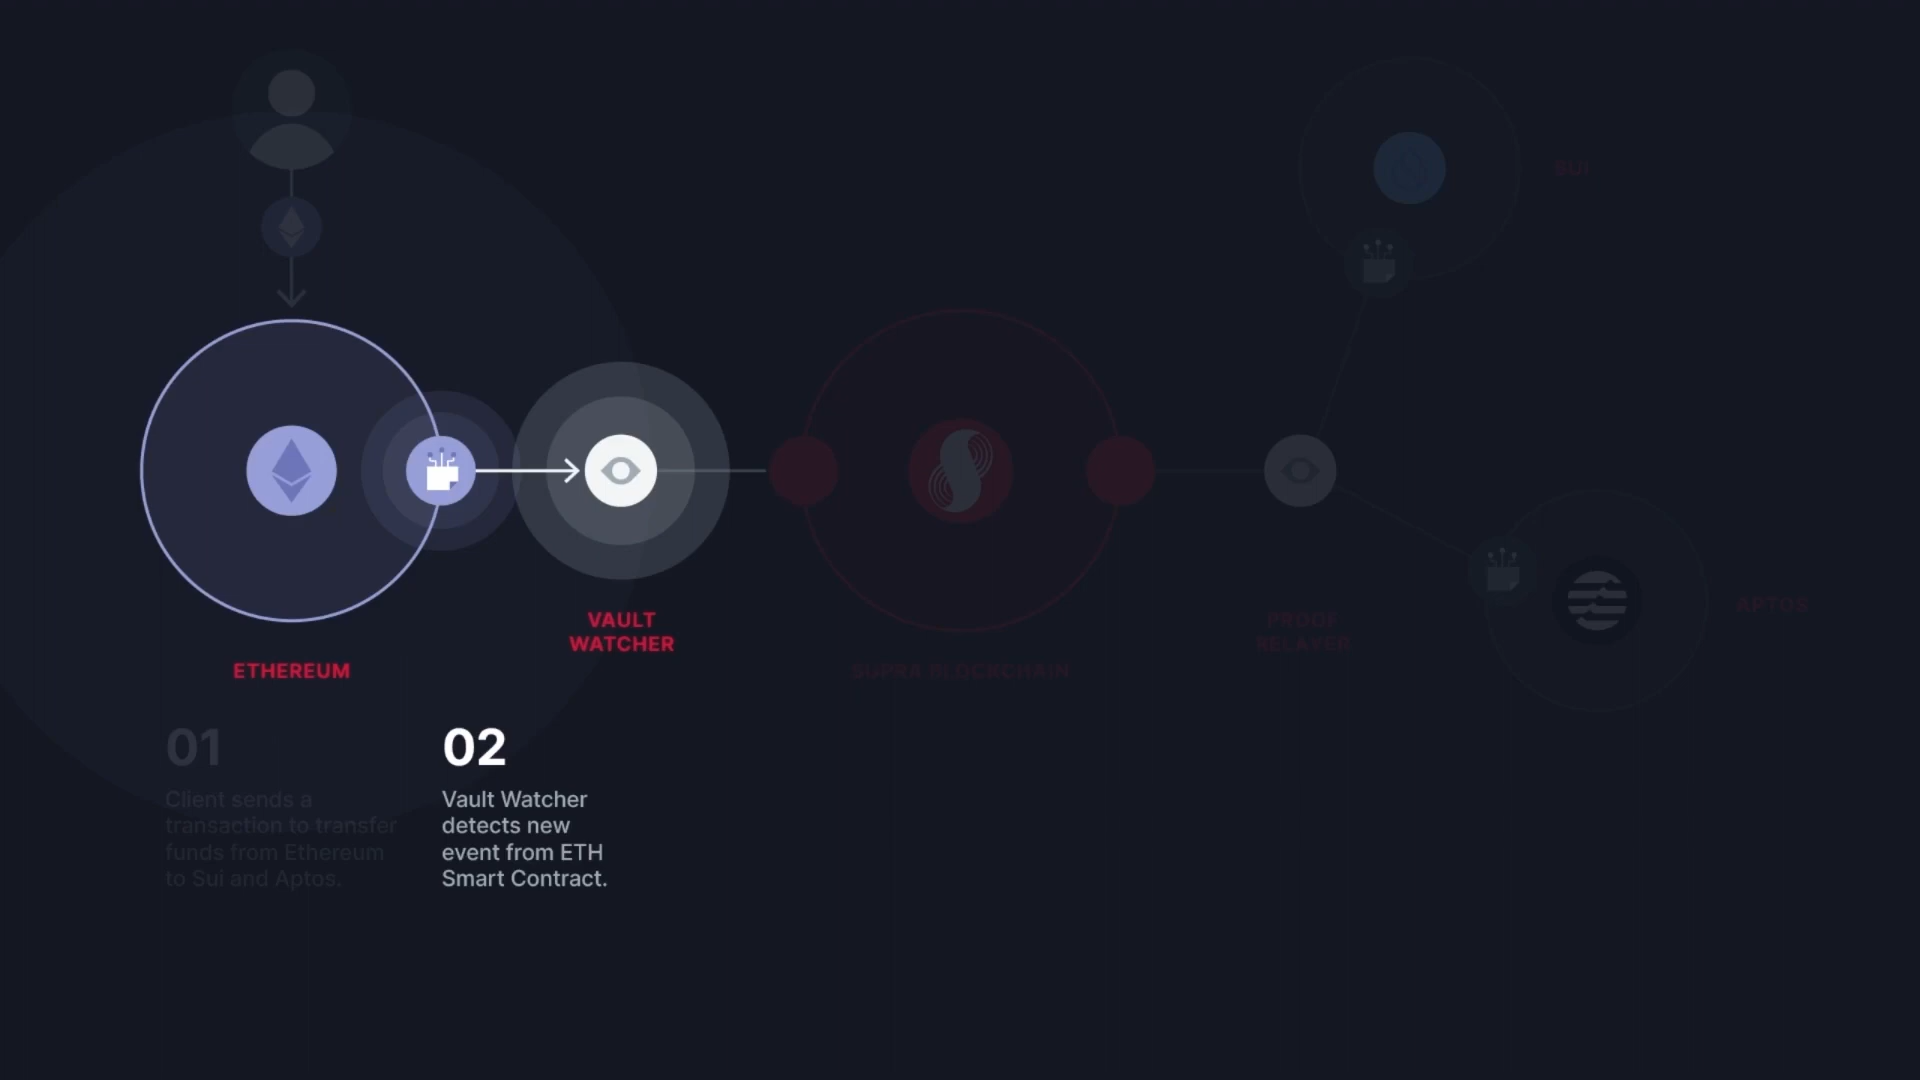 SUI
VAULT
WATCHER
ETHEREUM
SUPRA BLOCKCHAIN
PROOF
RELAYER
APTOS
01
Client sends a
transaction to transfer
funds from Ethereum
to Sui and Aptos.
02
Vault Watcher
detects new
event from ETH
Smart Contract.